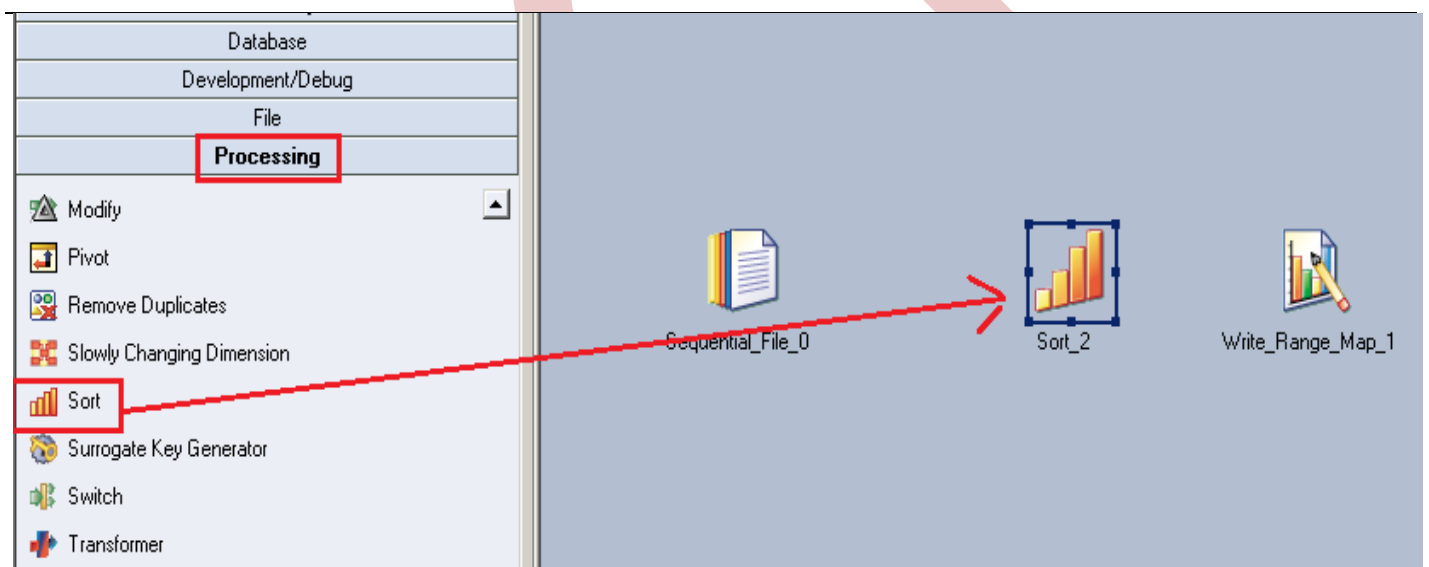 Database
Development/Debug
File
Processing
Modify
Pivot
Remove Duplicates
Slowly Changing Dimension
Sort
Surrogate Key Generator
Switch
Transformer
Sequential_File_0
Sort_2
Write_Range_Map_1